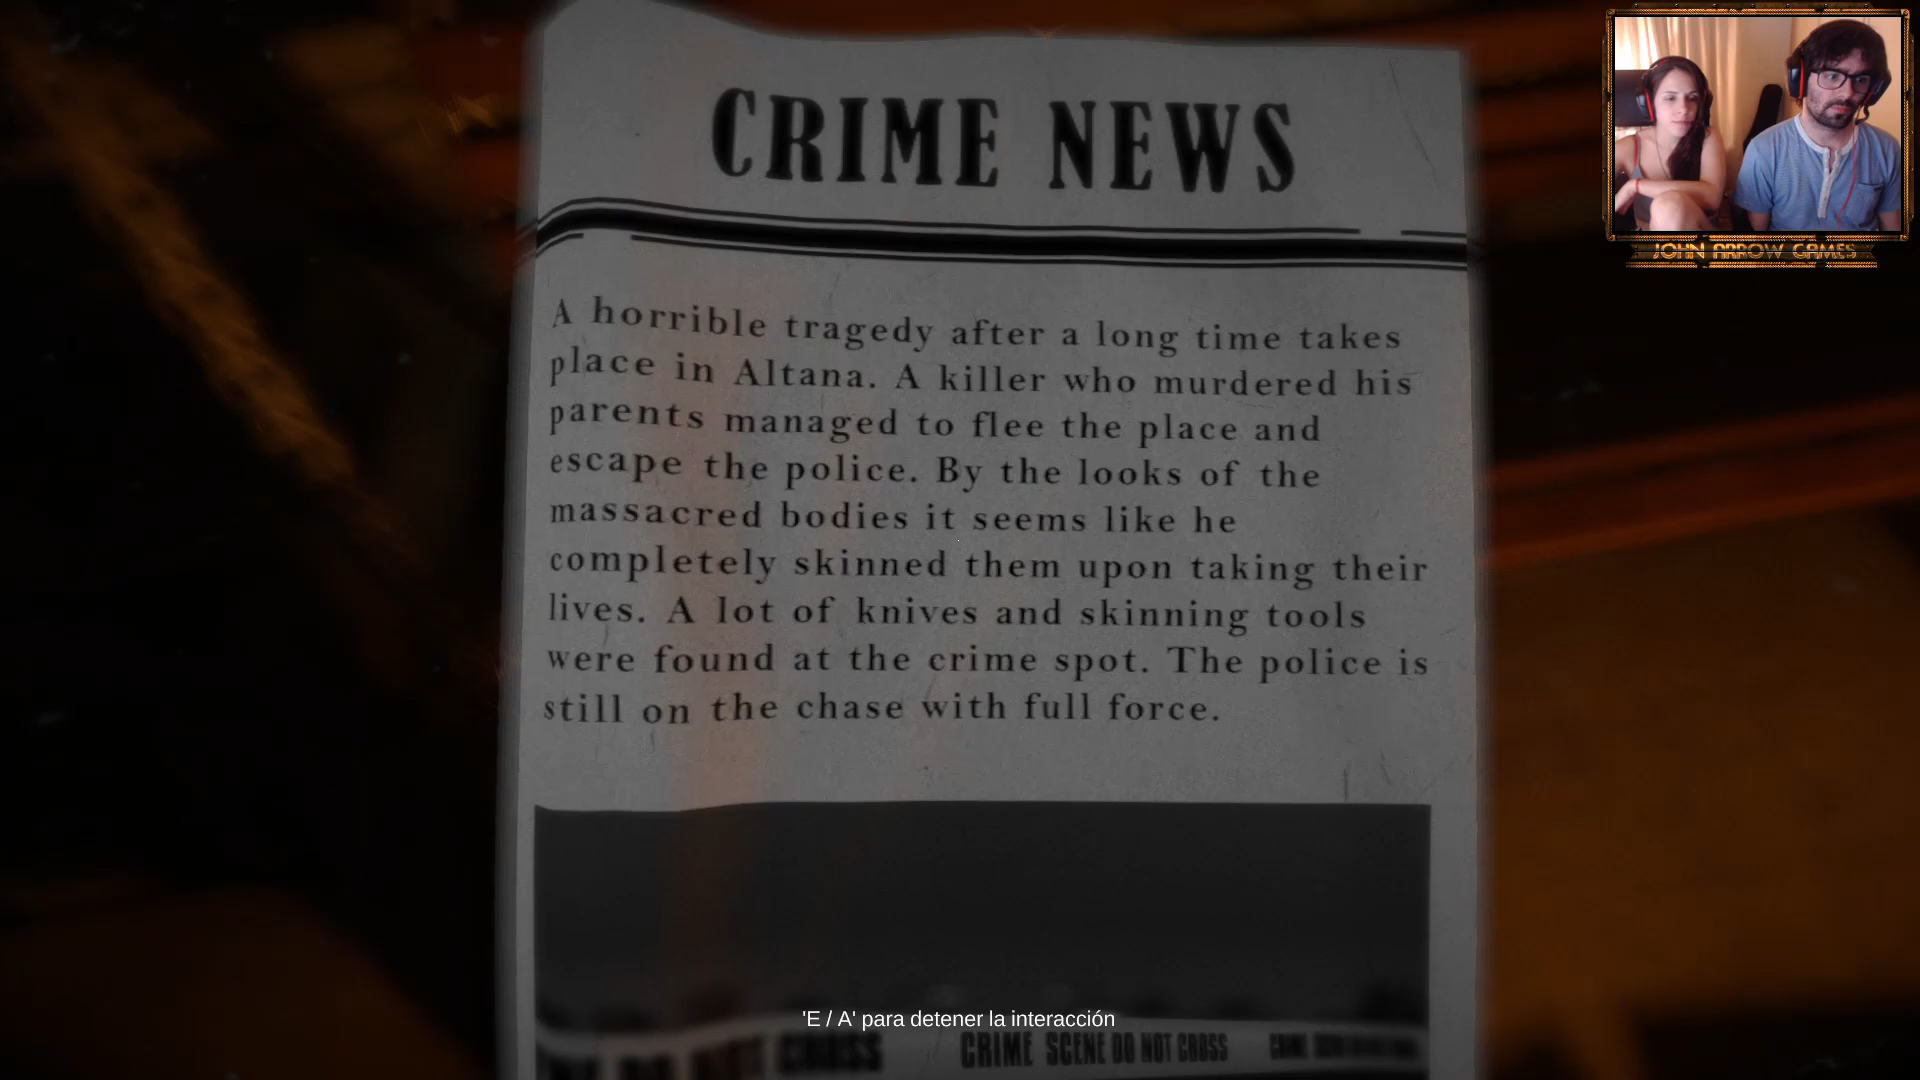 CRIME NEWS
JOHN ARROW GAMES
A horrible tragedy after a long time takes
place in Altana. A killer who murdered his
parents managed to flee the place and
escape the police. By the looks of the
massacred bodies it seems like he
completely skinned them upon taking their
lives. A lot of knives and skinning tools
were found at the crime spot. The police is
still on the chase with full force.
'E / A' para detener la interacción
DO NOT CROSS CRIME SCENE DO NOT CROSS CRIME